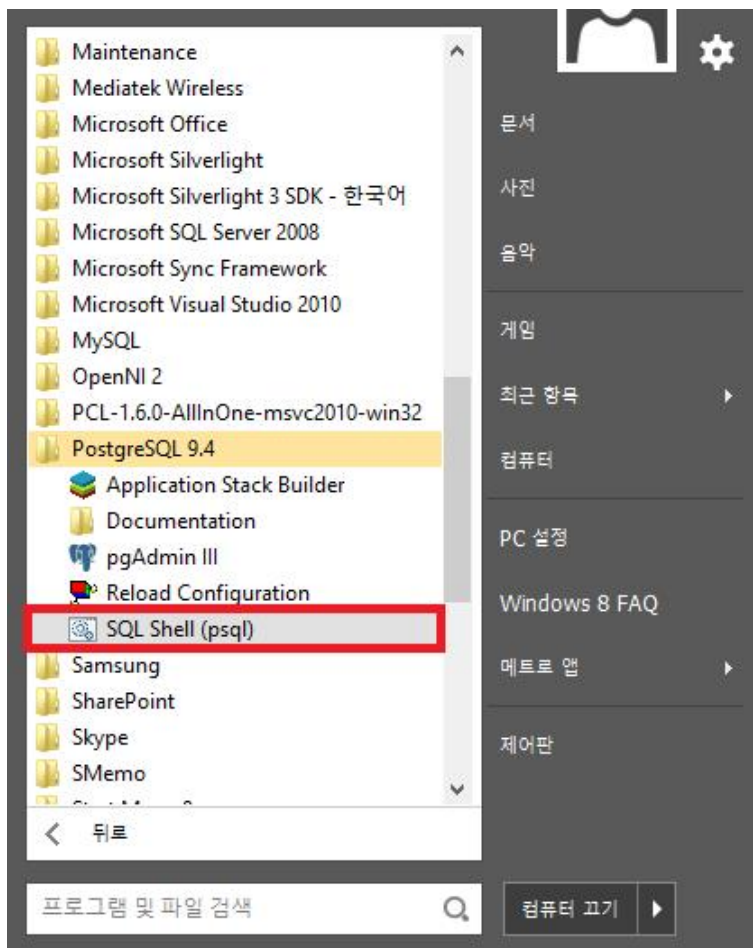 Maintenance
Mediatek Wireless
Microsoft Office
Microsoft Silverlight
Microsoft Silverlight 3 SDK - 한국어
Microsoft SQL Server 2008
Microsoft Sync Framework
Microsoft Visual Studio 2010
MySQL
OpenNI 2
PCL-1.6.0-AllInOne-msvc2010-win32
PostgreSQL 9.4
Application Stack Builder
Documentation
pgAdmin III
Reload Configuration
SQL Shell (psql)
Samsung
SharePoint
Skype
SMemo
뒤로
프로그램 및 파일 검색
문서
사진
음악
게임
최근 항목
컴퓨터
PC 설정
Windows 8 FAQ
메트로 앱
제어판
컴퓨터 끄기